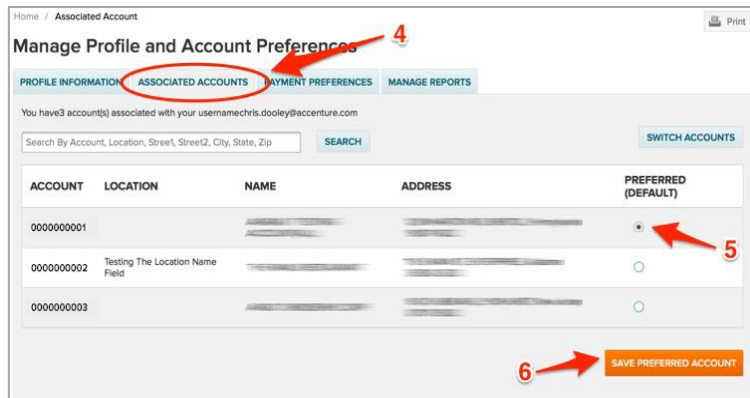 Home / Associated Account
Print
Manage Profile and Account Preferences
4
PROFILE INFORMATION ASSOCIATED ACCOUNTS PAYMENT PREFERENCES MANAGE REPORTS
You have3 account(s) associated with your usernamechris.dooley@accenture.com
Search By Account, Location, Street1, Street2, City, State, Zip SEARCH SWITCH ACCOUNTS
ACCOUNT LOCATION NAME ADDRESS PREFERRED
(DEFAULT)
0000000001
5
0000000002 Testing The Location Name
Field
0000000003
6 SAVE PREFERRED ACCOUNT